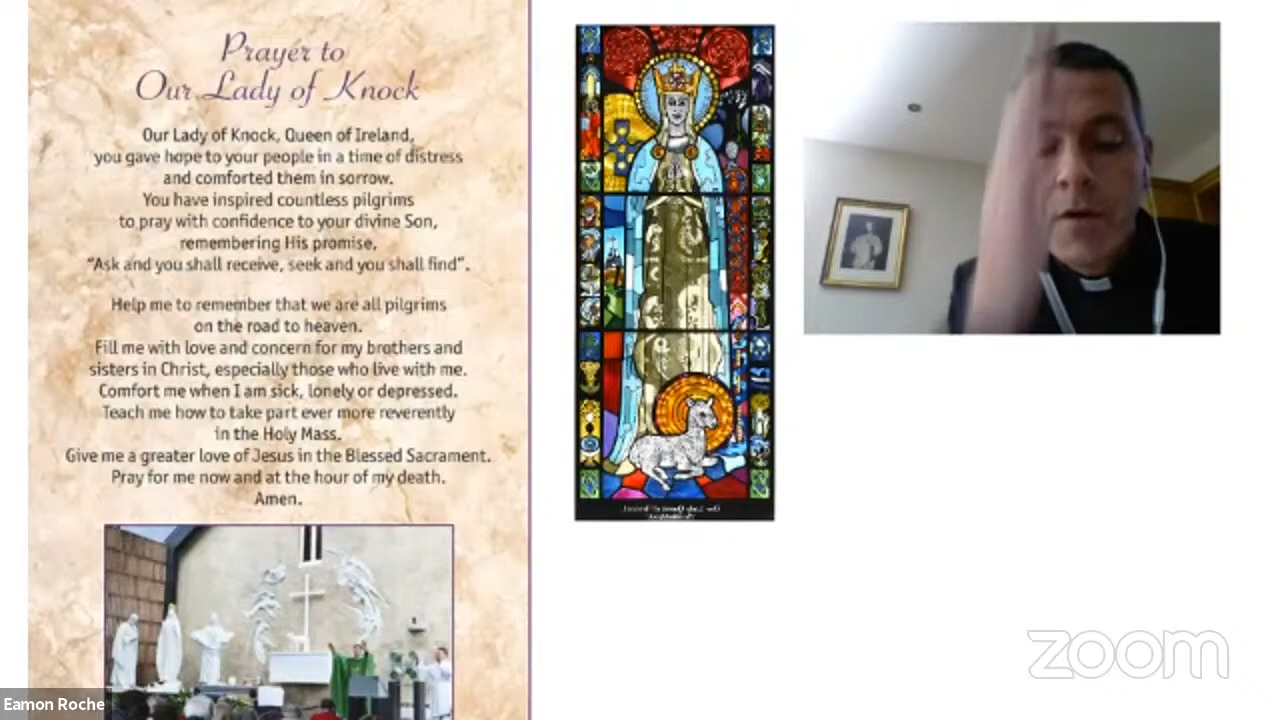 Prayer to
Our Lady of Knock
Our Lady of Knock, Queen of Ireland,
you gave hope to your people in a time of distress
and comforted them in sorrow.
You have inspired countless pilgrims
to pray with confidence to your divine Son,
remembering His promise,
“Ask and you shall receive, seek and you shall find”.
Help me to remember that we are all pilgrims
on the road to heaven.
Fill me with love and concern for my brothers and
sisters in Christ, especially those who live with me.
Comfort me when I am sick, lonely or depressed.
Teach me how to take part ever more reverently
in the Holy Mass.
Give me a greater love of Jesus in the Blessed Sacrament.
Pray for me now and at the hour of my death.
Amen.
Eamon Roche
zoom